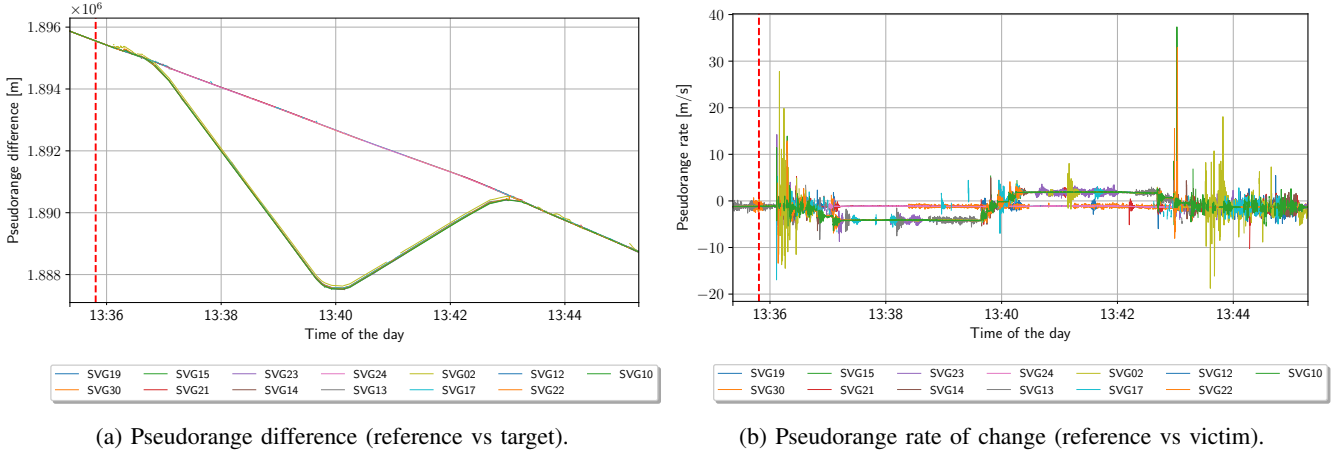 ×10⁶
1.896
1.894
1.892
1.890
1.888
Pseudorange difference [m]
13:36 13:38 13:40 13:42 13:44
Time of the day
SVG19 SVG15 SVG23 SVG24 SVG02 SVG12 SVG10
SVG30 SVG21 SVG14 SVG13 SVG17 SVG22
(a) Pseudorange difference (reference vs target).
40
30
20
10
0
−10
−20
Pseudorange rate [m/s]
13:36 13:38 13:40 13:42 13:44
Time of the day
SVG19 SVG15 SVG23 SVG24 SVG02 SVG12 SVG10
SVG30 SVG21 SVG14 SVG13 SVG17 SVG22
(b) Pseudorange rate of change (reference vs victim).